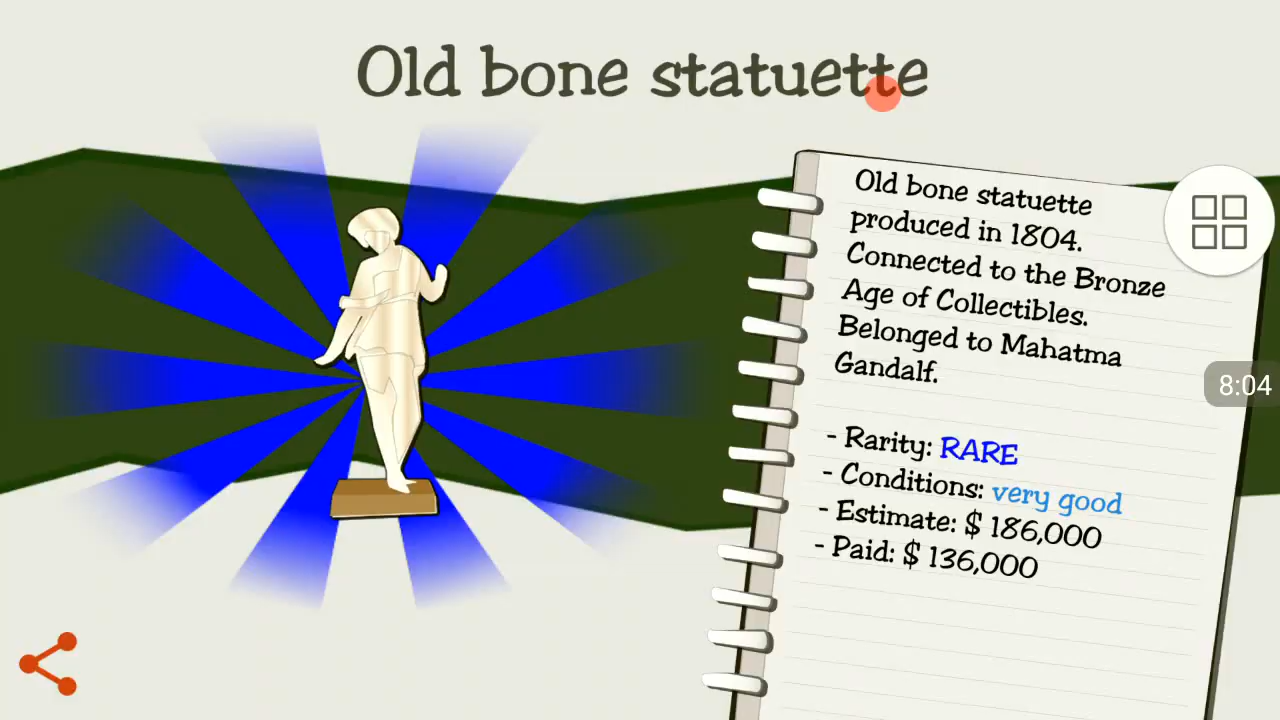 Old bone statuette
Old bone statuette
produced in 1804.
Connected to the Bronze
Age of Collectibles.
Belonged to Mahatma
Gandalf.
- Rarity: RARE
- Conditions: very good
- Estimate: $ 186,000
- Paid: $ 136,000
8:04